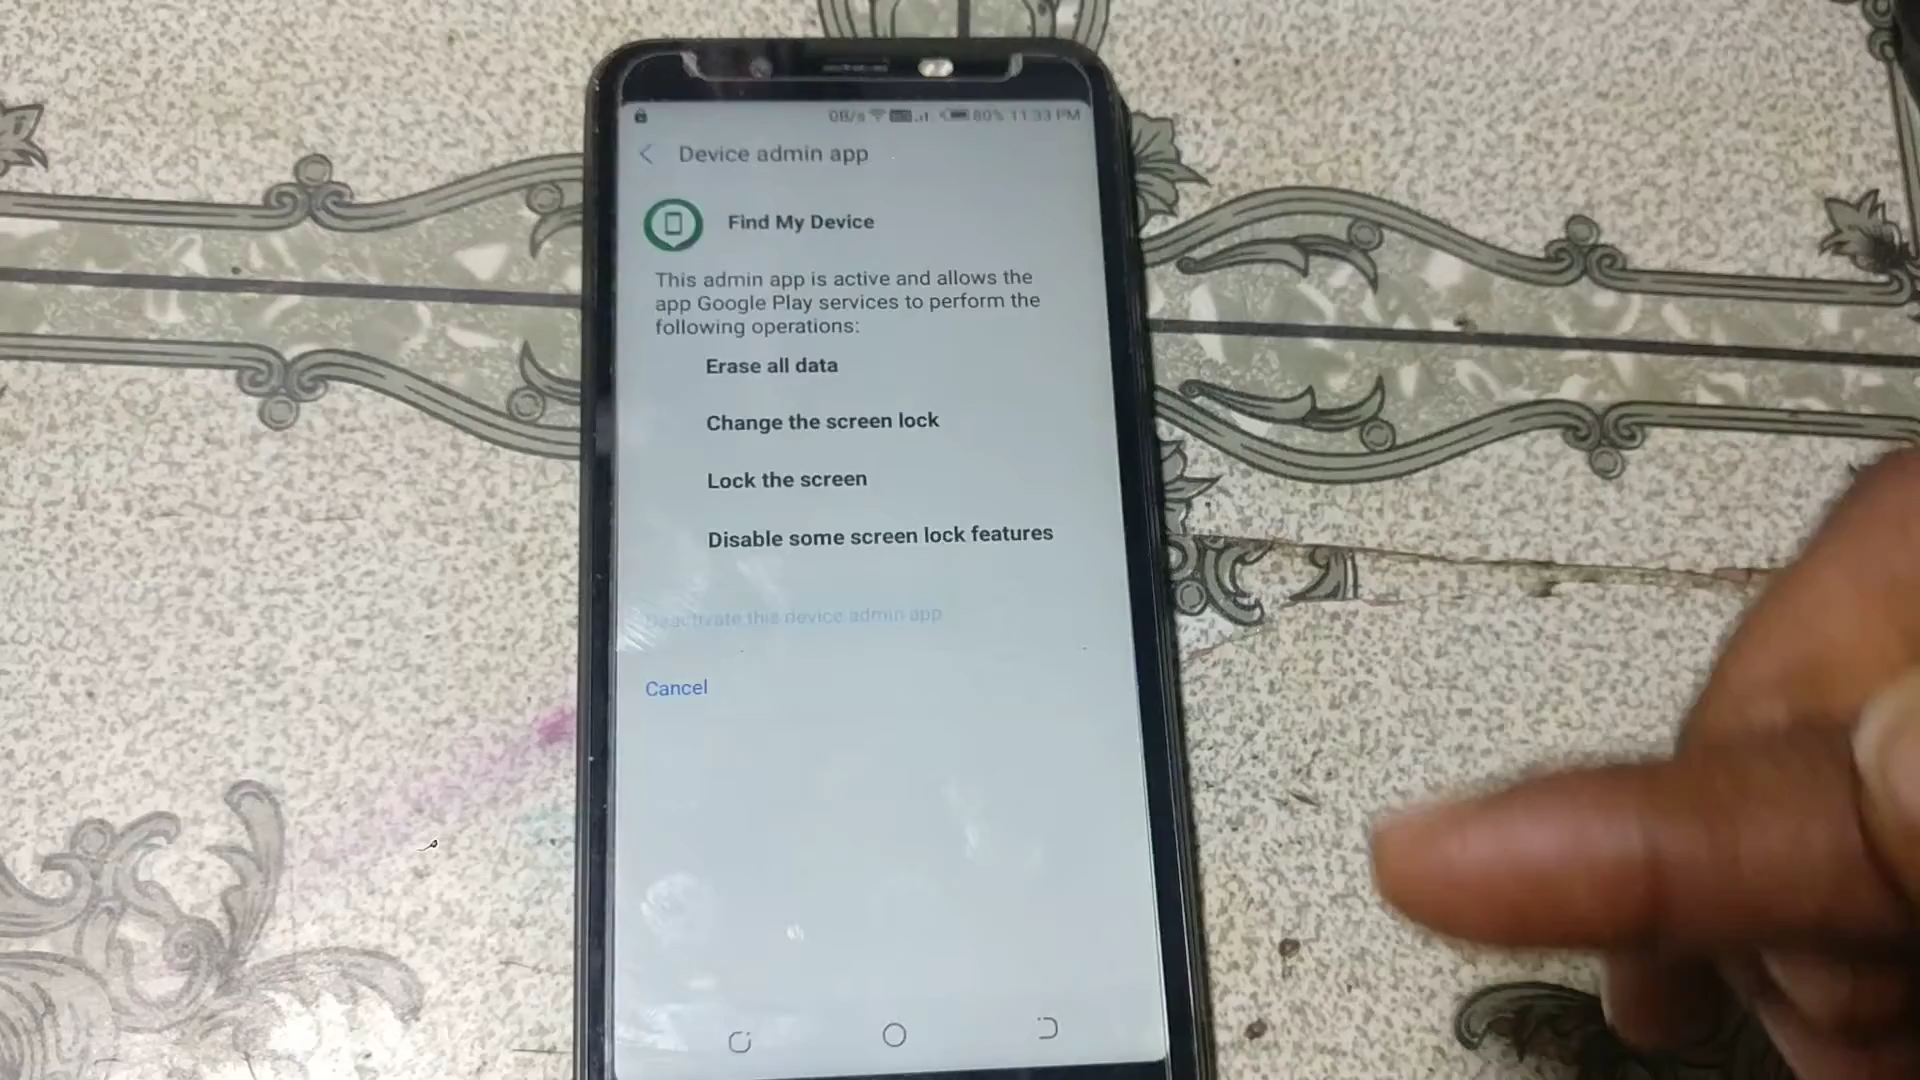 0B/s 80% 11:33 PM
Device admin app
Find My Device
This admin app is active and allows the
app Google Play services to perform the
following operations:
Erase all data
Change the screen lock
Lock the screen
Disable some screen lock features
Deactivate this device admin app
Cancel